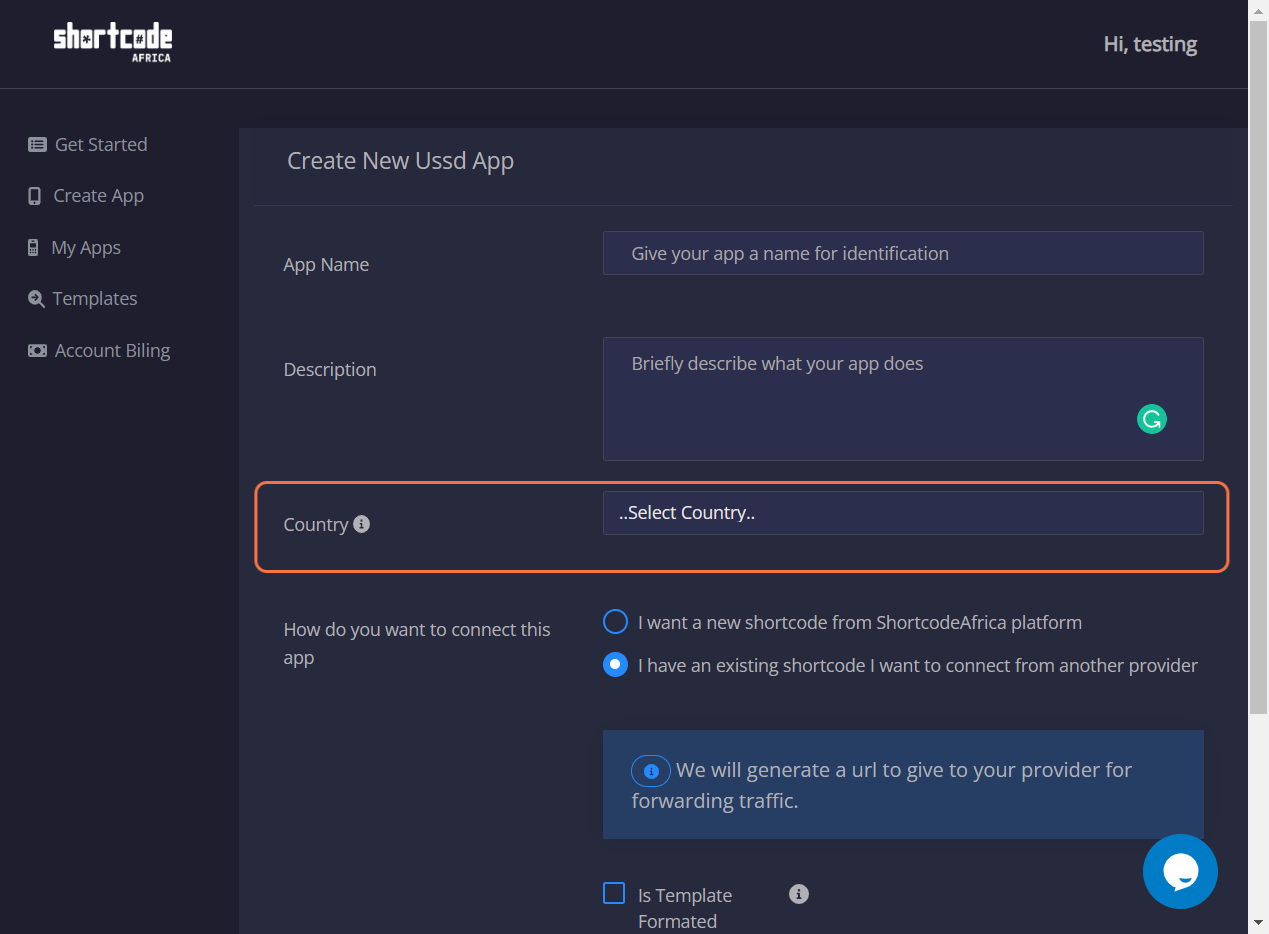 shortcode
AFRICA
Hi, testing
Get Started
Create App
My Apps
Templates
Account Biling
Create New Ussd App
App Name
Give your app a name for identification
Description
Briefly describe what your app does
Country
..Select Country..
How do you want to connect this
app
I want a new shortcode from ShortcodeAfrica platform
I have an existing shortcode I want to connect from another provider
We will generate a url to give to your provider for
forwarding traffic.
Is Template
Formated